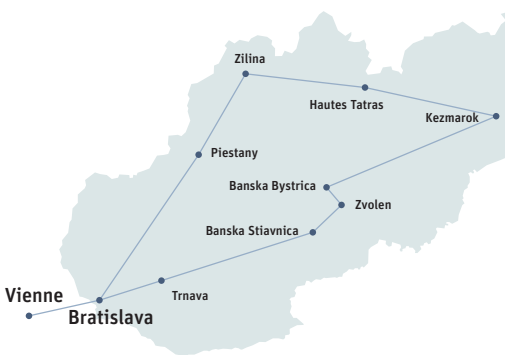 Zilina
Hautes Tatras
Kezmarok
Piestany
Banska Bystrica
Zvolen
Banska Stiavnica
Vienne
Trnava
Bratislava